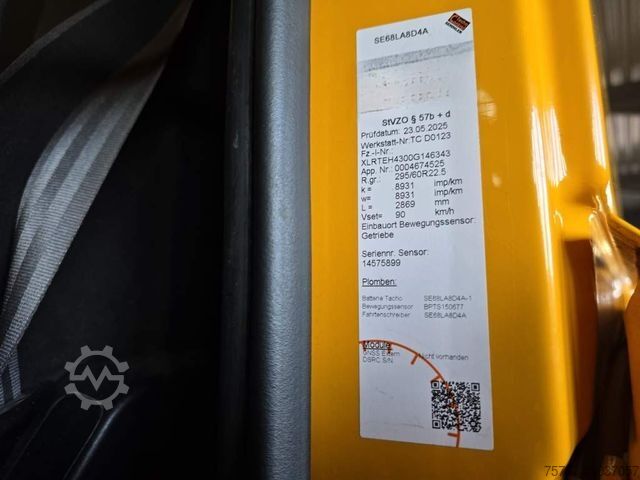 SE68LA8D4A
StVZO § 57b + d
Prüfdatum: 23.05.2025
Werkstatt-Nr:TC D0123
Fz.-I-Nr.:
XLRTEH4300G146343
App. Nr.: 0004674525
R.gr.: 295/60R22.5
k = 8931 imp/km
w= 8931 imp/km
L = 2869 mm
Vset= 90 km/h
Einbauort Bewegungssensor:
Getriebe
Seriennr. Sensor:
14575899
Plomben:
Batterie Tacho SE68LA8D4A-1
Bewegungssensor BPTS150677
Fahrtenschreiber SE68LA8D4A
Module
GNSS Extern Nicht vorhanden
DSRC S/N